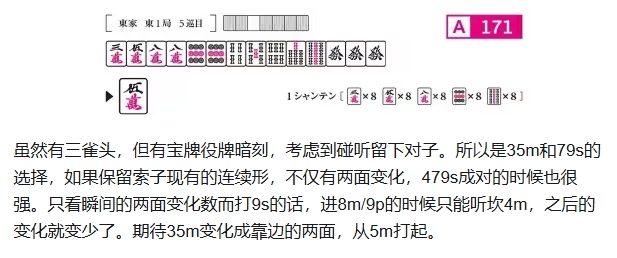 東家 東1局 5巡目
A 171
三萬 伍萬 八萬 八萬 發 發 發
▶ 伍萬
1シャンテン [ 三萬×8 伍萬×8 八萬×8 ×8 ×8 ]
虽然有三雀头，但有宝牌役牌暗刻，考虑到碰听留下对子。所以是35m和79s的
选择，如果保留索子现有的连续形，不仅有两面变化，479s成对的时候也很
强。只看瞬间的两面变化数而打9s的话，进8m/9p的时候只能听坎4m，之后的
变化就变少了。期待35m变化成靠边的两面，从5m打起。